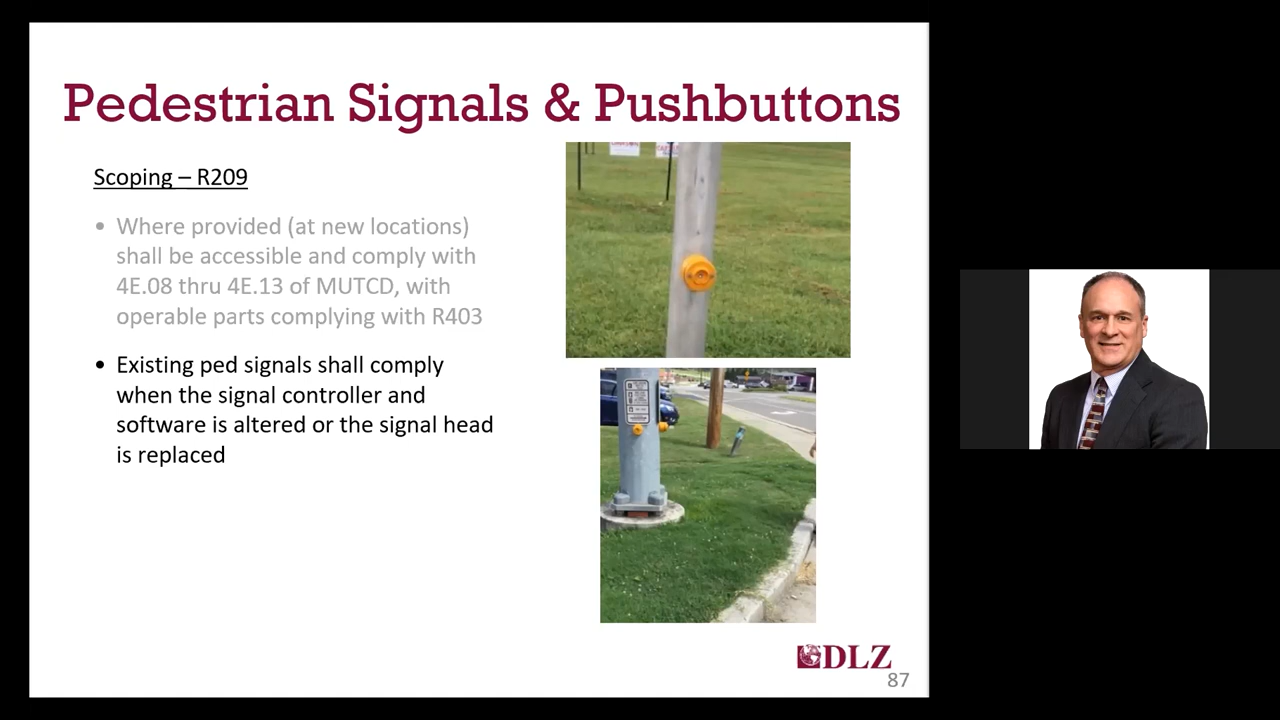 Pedestrian Signals & Pushbuttons
Scoping – R209
• Where provided (at new locations)
shall be accessible and comply with
4E.08 thru 4E.13 of MUTCD, with
operable parts complying with R403
• Existing ped signals shall comply
when the signal controller and
software is altered or the signal head
is replaced
DLZ
87